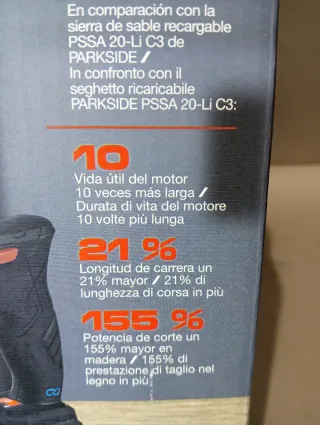 En comparación con la
sierra de sable recargable
PSSA 20-Li C3 de
PARKSIDE /
In confronto con il
seghetto ricaricabile
PARKSIDE PSSA 20-Li C3:
10
Vida útil del motor
10 veces más larga /
Durata di vita del motore
10 volte più lunga
21 %
Longitud de carrera un
21% mayor / 21% di
lunghezza di corsa in più
155 %
Potencia de corte un
155% mayor en
madera / 155% di
prestazione di taglio nel
legno in più